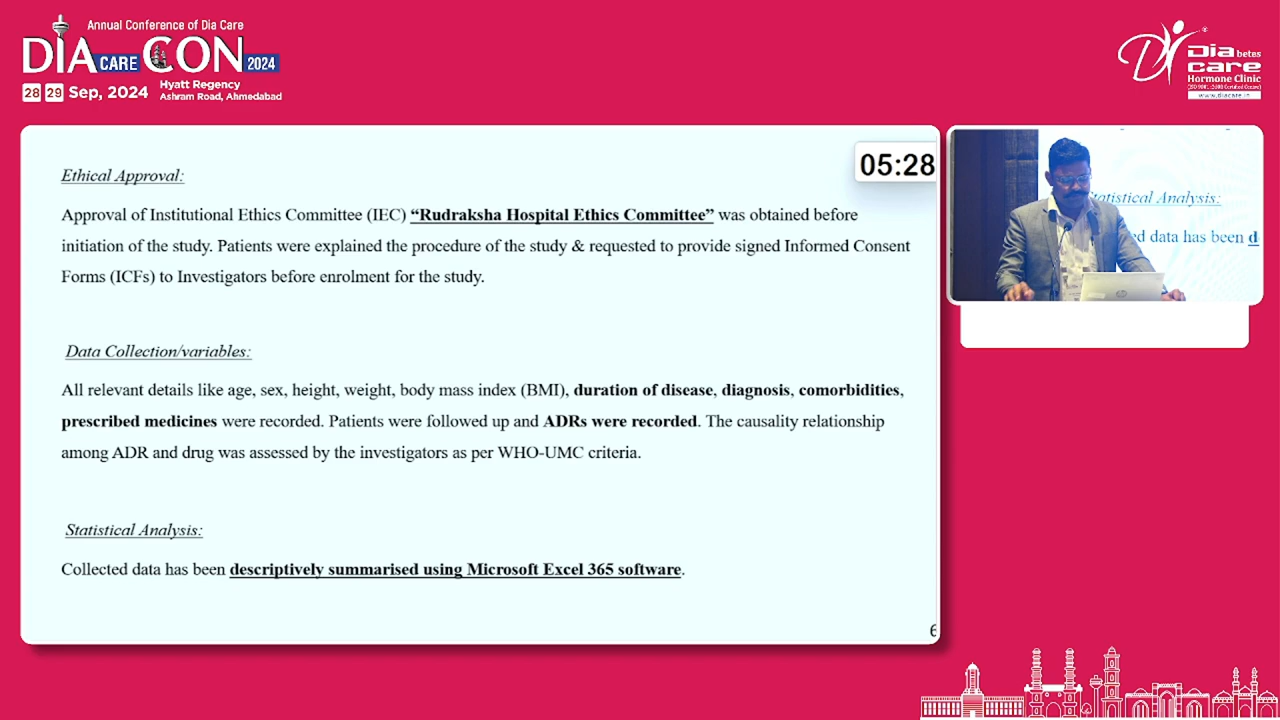 Annual Conference of Dia Care
DIA CARE CON 2024
28 29 Sep, 2024
Hyatt Regency
Ashram Road, Ahmedabad
Diabetes
care
Hormone Clinic
05:28
Ethical Approval:
Approval of Institutional Ethics Committee (IEC) “Rudraksha Hospital Ethics Committee” was obtained before
initiation of the study. Patients were explained the procedure of the study & requested to provide signed Informed Consent
Forms (ICFs) to Investigators before enrolment for the study.
Data Collection/variables:
All relevant details like age, sex, height, weight, body mass index (BMI), duration of disease, diagnosis, comorbidities,
prescribed medicines were recorded. Patients were followed up and ADRs were recorded. The causality relationship
among ADR and drug was assessed by the investigators as per WHO-UMC criteria.
Statistical Analysis:
Collected data has been descriptively summarised using Microsoft Excel 365 software.
6
tatistical Analysis:
ed data has been d